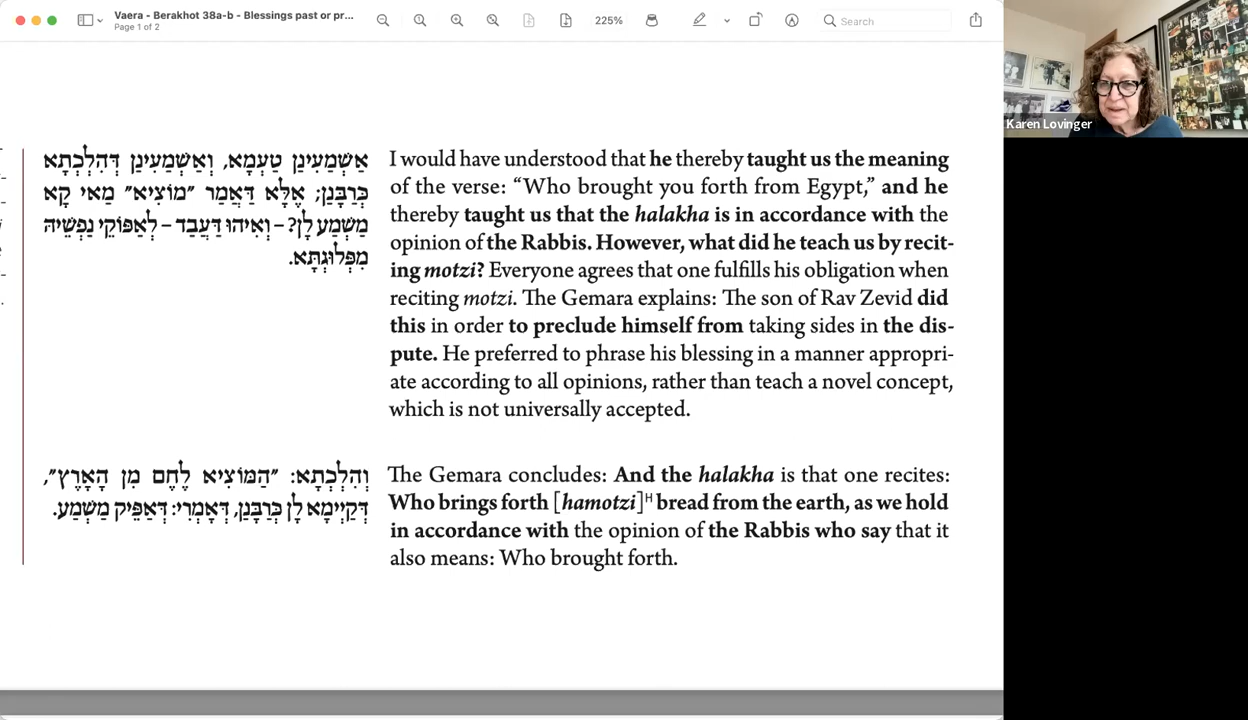 Vaera - Berakhot 38a-b - Blessings past or pr...
Page 1 of 2
225%
Search
Karen Lovinger
אַשְׁמְעִינַן טַעְמָא, וְאַשְׁמְעִינַן דְּהִלְכְתָא
כְּרַבָּנַן; אֶלָּא דַּאֲמַר ״מוֹצִיא״ מַאי קָא
מַשְׁמַע לָן? – וְאִיהוּ דַּעֲבַד – לְאַפּוֹקֵי נַפְשֵׁיהּ
מִפְּלוּגְתָּא.
I would have understood that he thereby taught us the meaning
of the verse: “Who brought you forth from Egypt,” and he
thereby taught us that the halakha is in accordance with the
opinion of the Rabbis. However, what did he teach us by recit-
ing motzi? Everyone agrees that one fulfills his obligation when
reciting motzi. The Gemara explains: The son of Rav Zevid did
this in order to preclude himself from taking sides in the dis-
pute. He preferred to phrase his blessing in a manner appropri-
ate according to all opinions, rather than teach a novel concept,
which is not universally accepted.
וְהִלְכְתָא: ״הַמּוֹצִיא לֶחֶם מִן הָאָרֶץ״,
דְּקַיְימָא לָן כְּרַבָּנַן, דְּאָמְרִי: דְּאַפֵּיק מַשְׁמַע.
The Gemara concludes: And the halakha is that one recites:
Who brings forth [hamotzi]ᴴ bread from the earth, as we hold
in accordance with the opinion of the Rabbis who say that it
also means: Who brought forth.